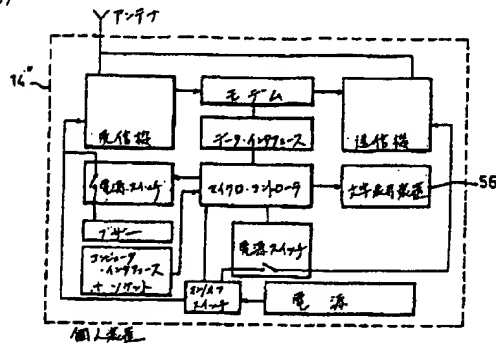 アンテナ
14"
受信機
モデム
送信機
データ・インタフェース
電源スイッチ
マイクロ・コントローラ
文字表示装置
56
ブザー
電源スイッチ
コンピュータ
・インタフェース
・ソケット
オン/オフ
スイッチ
電源
個人装置